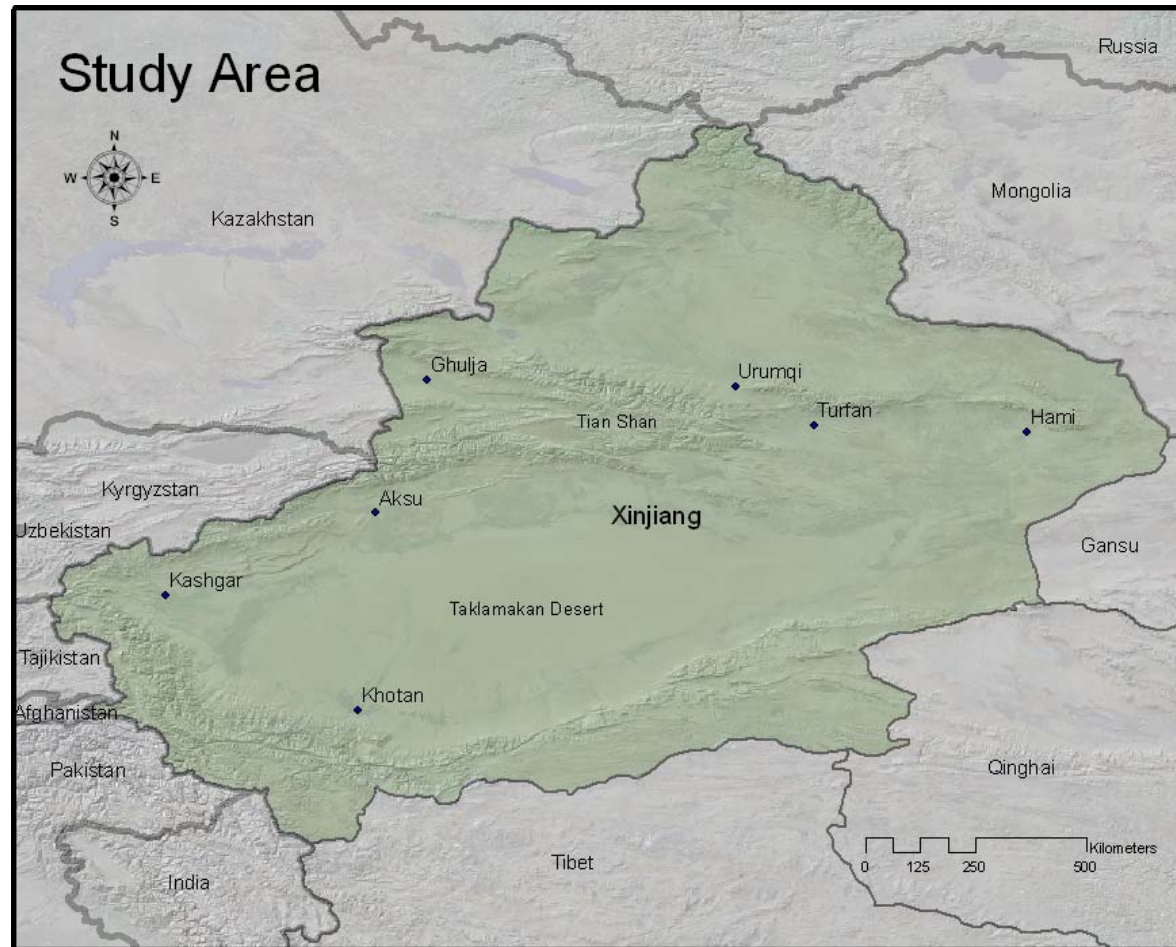 Study Area
N
W E
S
Russia
Mongolia
Kazakhstan
Ghulja
Urumqi
Turfan
Hami
Tian Shan
Kyrgyzstan
Aksu
Xinjiang
Uzbekistan
Gansu
Kashgar
Taklamakan Desert
Tajikistan
Khotan
Afghanistan
Pakistan
Qinghai
Kilometers
0 125 250 500
Tibet
India